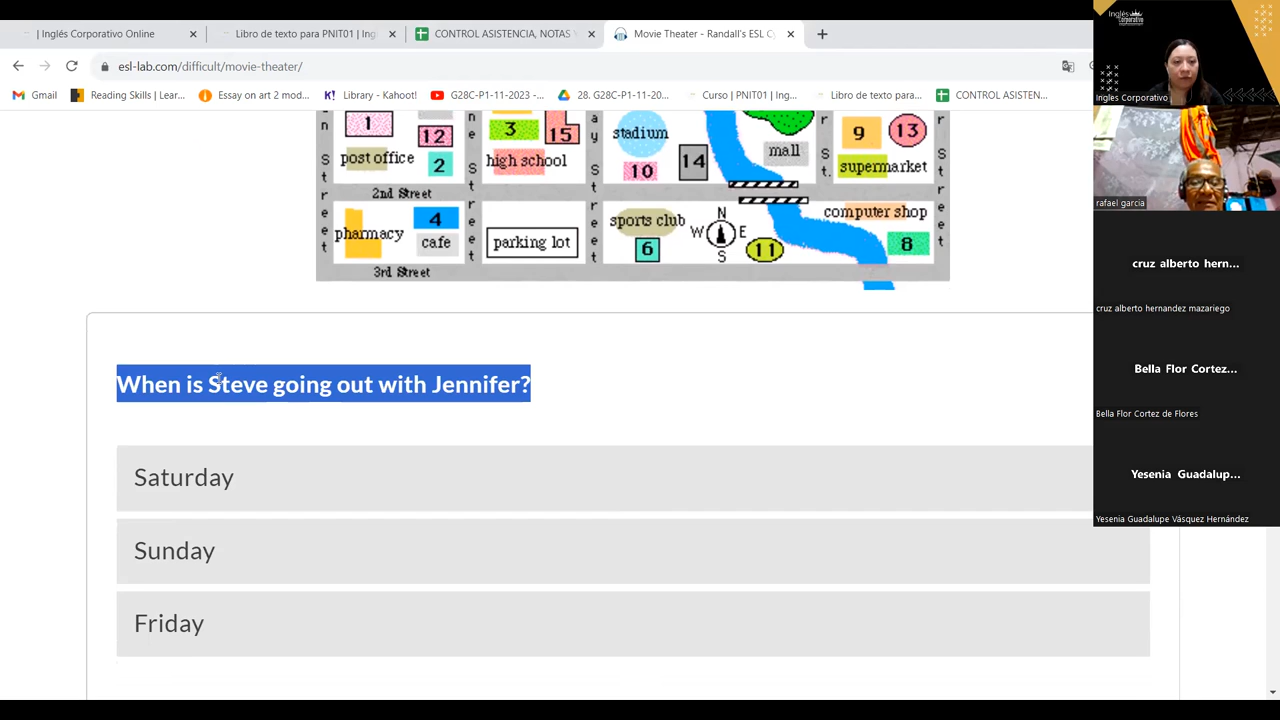 | Inglés Corporativo Online
Libro de texto para PNIT01 | Ing
CONTROL ASISTENCIA, NOTAS
Movie Theater - Randall's ESL Cy
esl-lab.com/difficult/movie-theater/
Gmail
Reading Skills | Lear...
Essay on art 2 mod...
Library - Kahoot!
G28C-P1-11-2023 -...
28. G28C-P1-11-20...
Curso | PNIT01 | Ing...
Libro de texto para...
CONTROL ASISTEN...
1
12
3
15
stadium
9
13
post office
2
high school
10
14
mall
supermarket
2nd Street
4
pharmacy
cafe
parking lot
sports club
6
N
W
E
S
11
computer shop
8
3rd Street
When is Steve going out with Jennifer?
Saturday
Sunday
Friday
Inglés
Corporativo
Ingles Corporativo
rafael garcia
cruz alberto hern...
cruz alberto hernandez mazariego
Bella Flor Cortez...
Bella Flor Cortez de Flores
Yesenia Guadalup...
Yesenia Guadalupe Vásquez Hernández